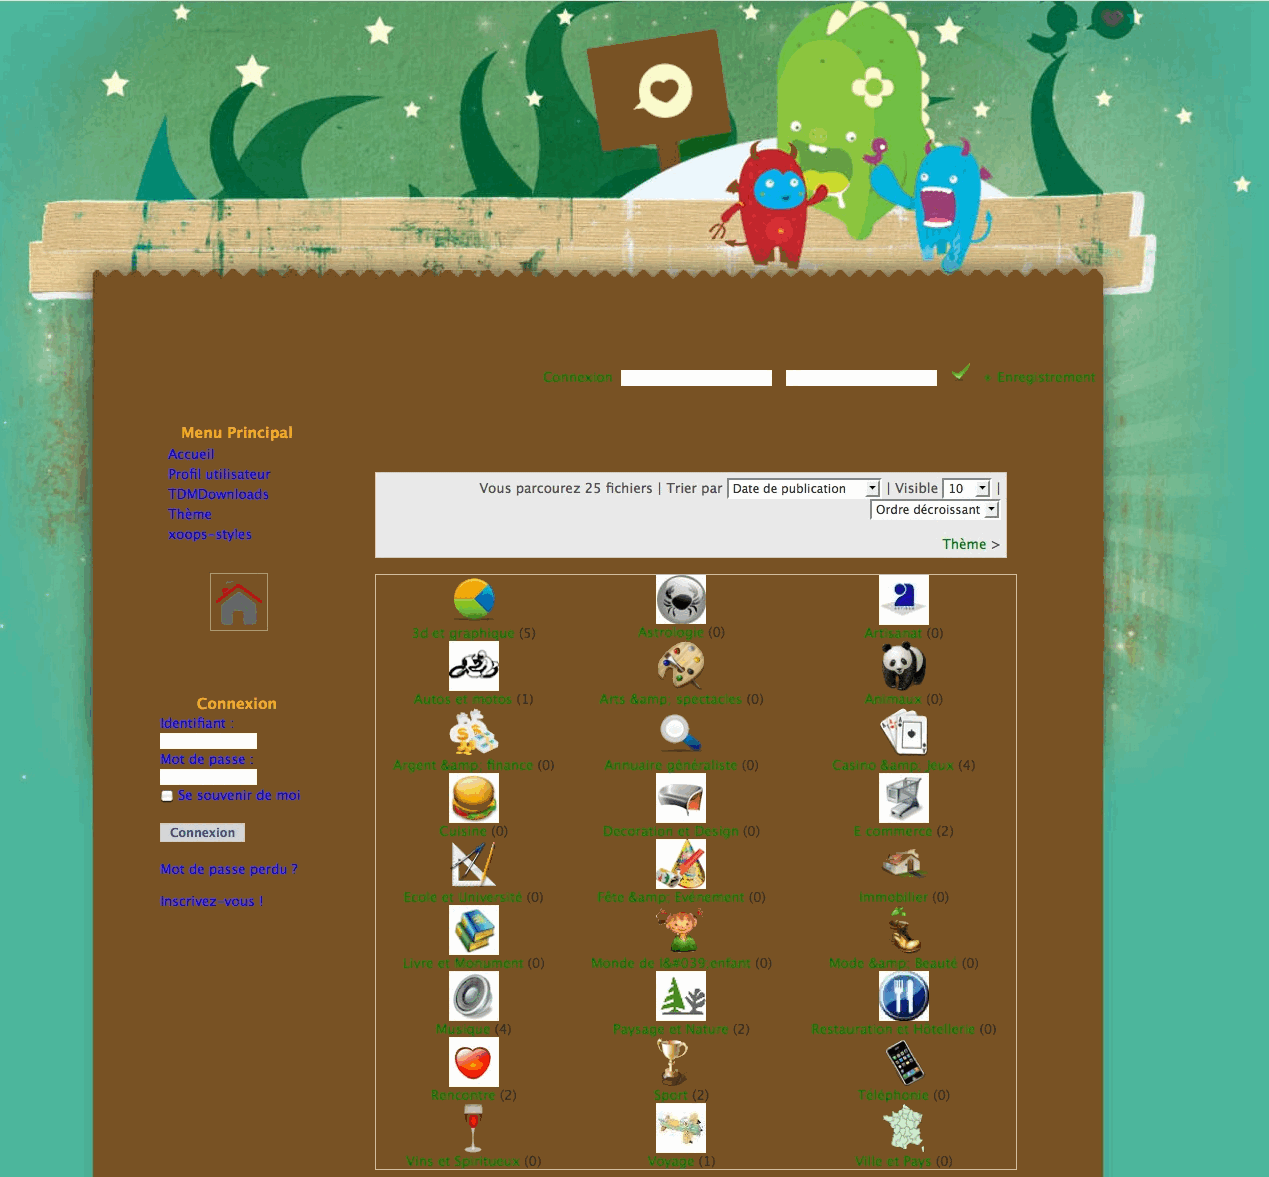 Connexion + Enregistrement
Menu Principal
Accueil
Profil utilisateur
TDMDownloads
Thème
xoops-styles
Connexion
Identifiant :
Mot de passe :
Se souvenir de moi
Connexion
Mot de passe perdu ?
Inscrivez-vous !
Vous parcourez 25 fichiers | Trier par Date de publication | Visible 10 |
Ordre décroissant
Thème >
3d et graphique (5) Astrologie (0) Artisanat (0)
Autos et motos (1) Arts &amp; spectacles (0) Animaux (0)
Argent &amp; finance (0) Annuaire généraliste (0) Casino &amp; Jeux (4)
Cuisine (0) Décoration et Design (0) E.commerce (2)
Ecole et université (0) Fête &amp; Evenement (0) Immobilier (0)
Livre et Monument (0) Monde de l&#039 enfant (0) Mode &amp; Beauté (0)
Musique (4) Paysage et Nature (2) Restauration et Hôtellerie (0)
Rencontre (2) Sport (2) Téléphonie (0)
Vins et Spiritueux (0) Voyage (1) Ville et Pays (0)